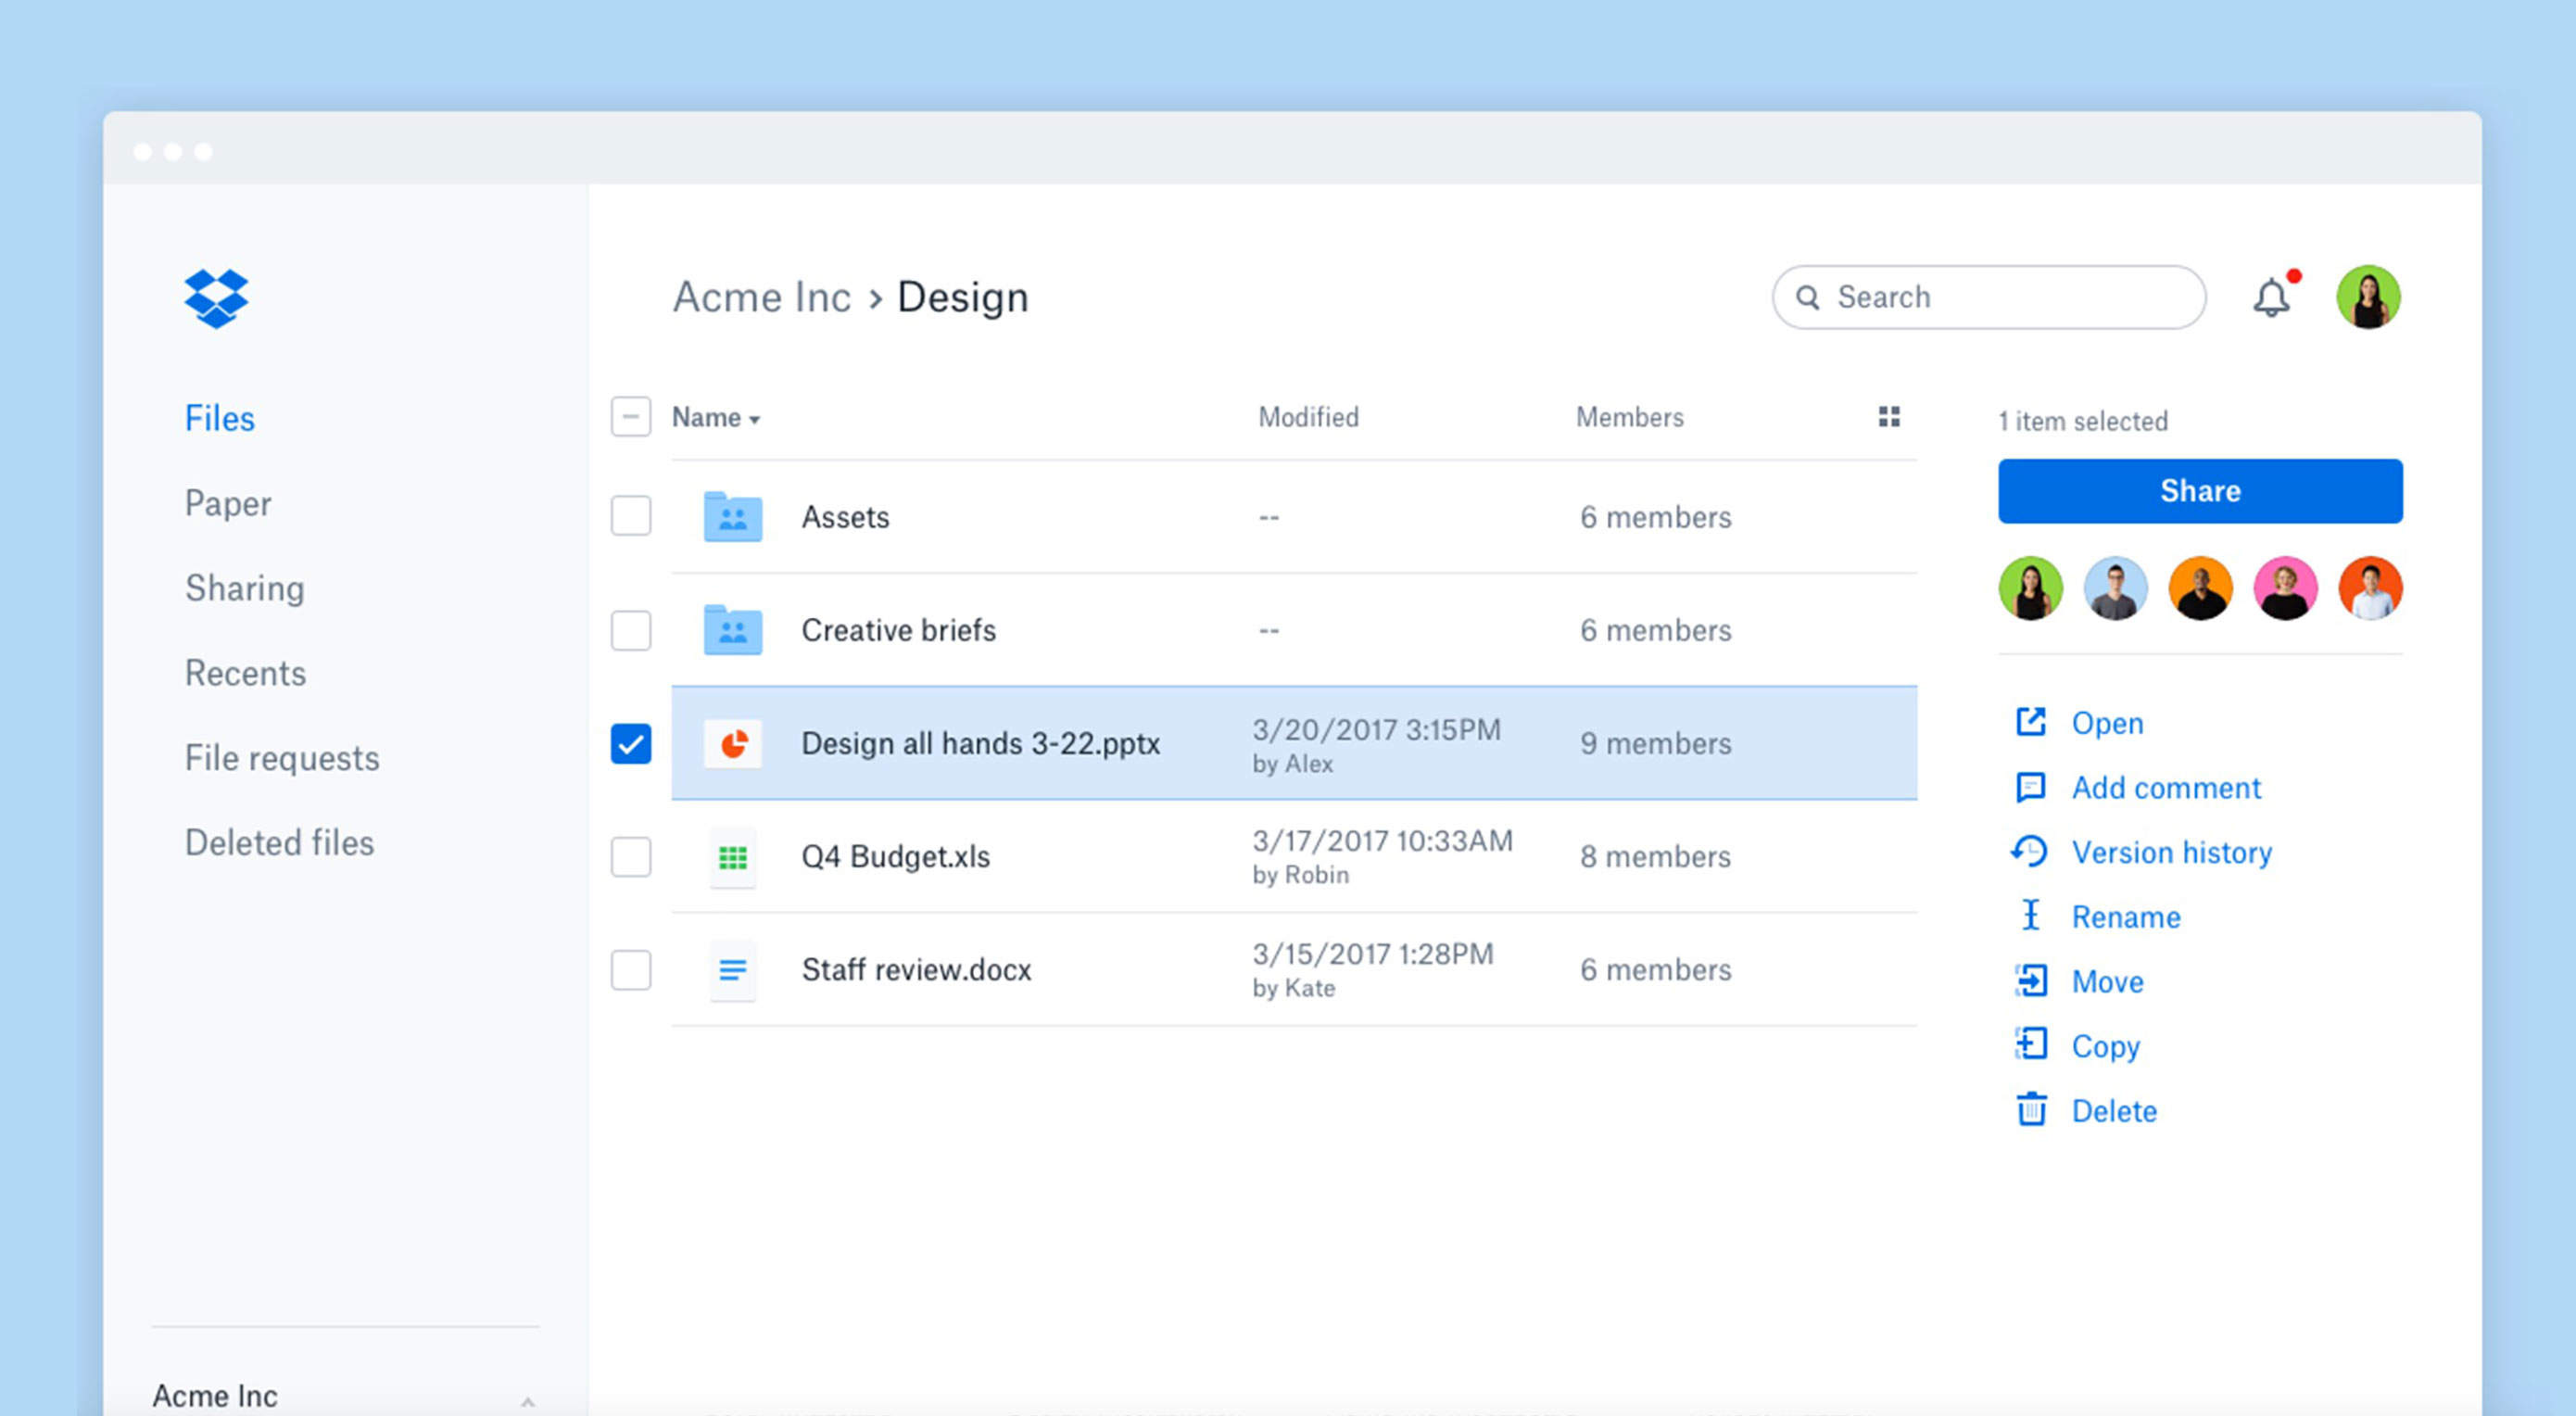 Acme Inc › Design
Search
Files
Paper
Sharing
Recents
File requests
Deleted files
Acme Inc
Name Modified Members
Assets -- 6 members
Creative briefs -- 6 members
Design all hands 3-22.pptx 3/20/2017 3:15PM 9 members
by Alex
Q4 Budget.xls 3/17/2017 10:33AM 8 members
by Robin
Staff review.docx 3/15/2017 1:28PM 6 members
by Kate
1 item selected
Share
Open
Add comment
Version history
Rename
Move
Copy
Delete